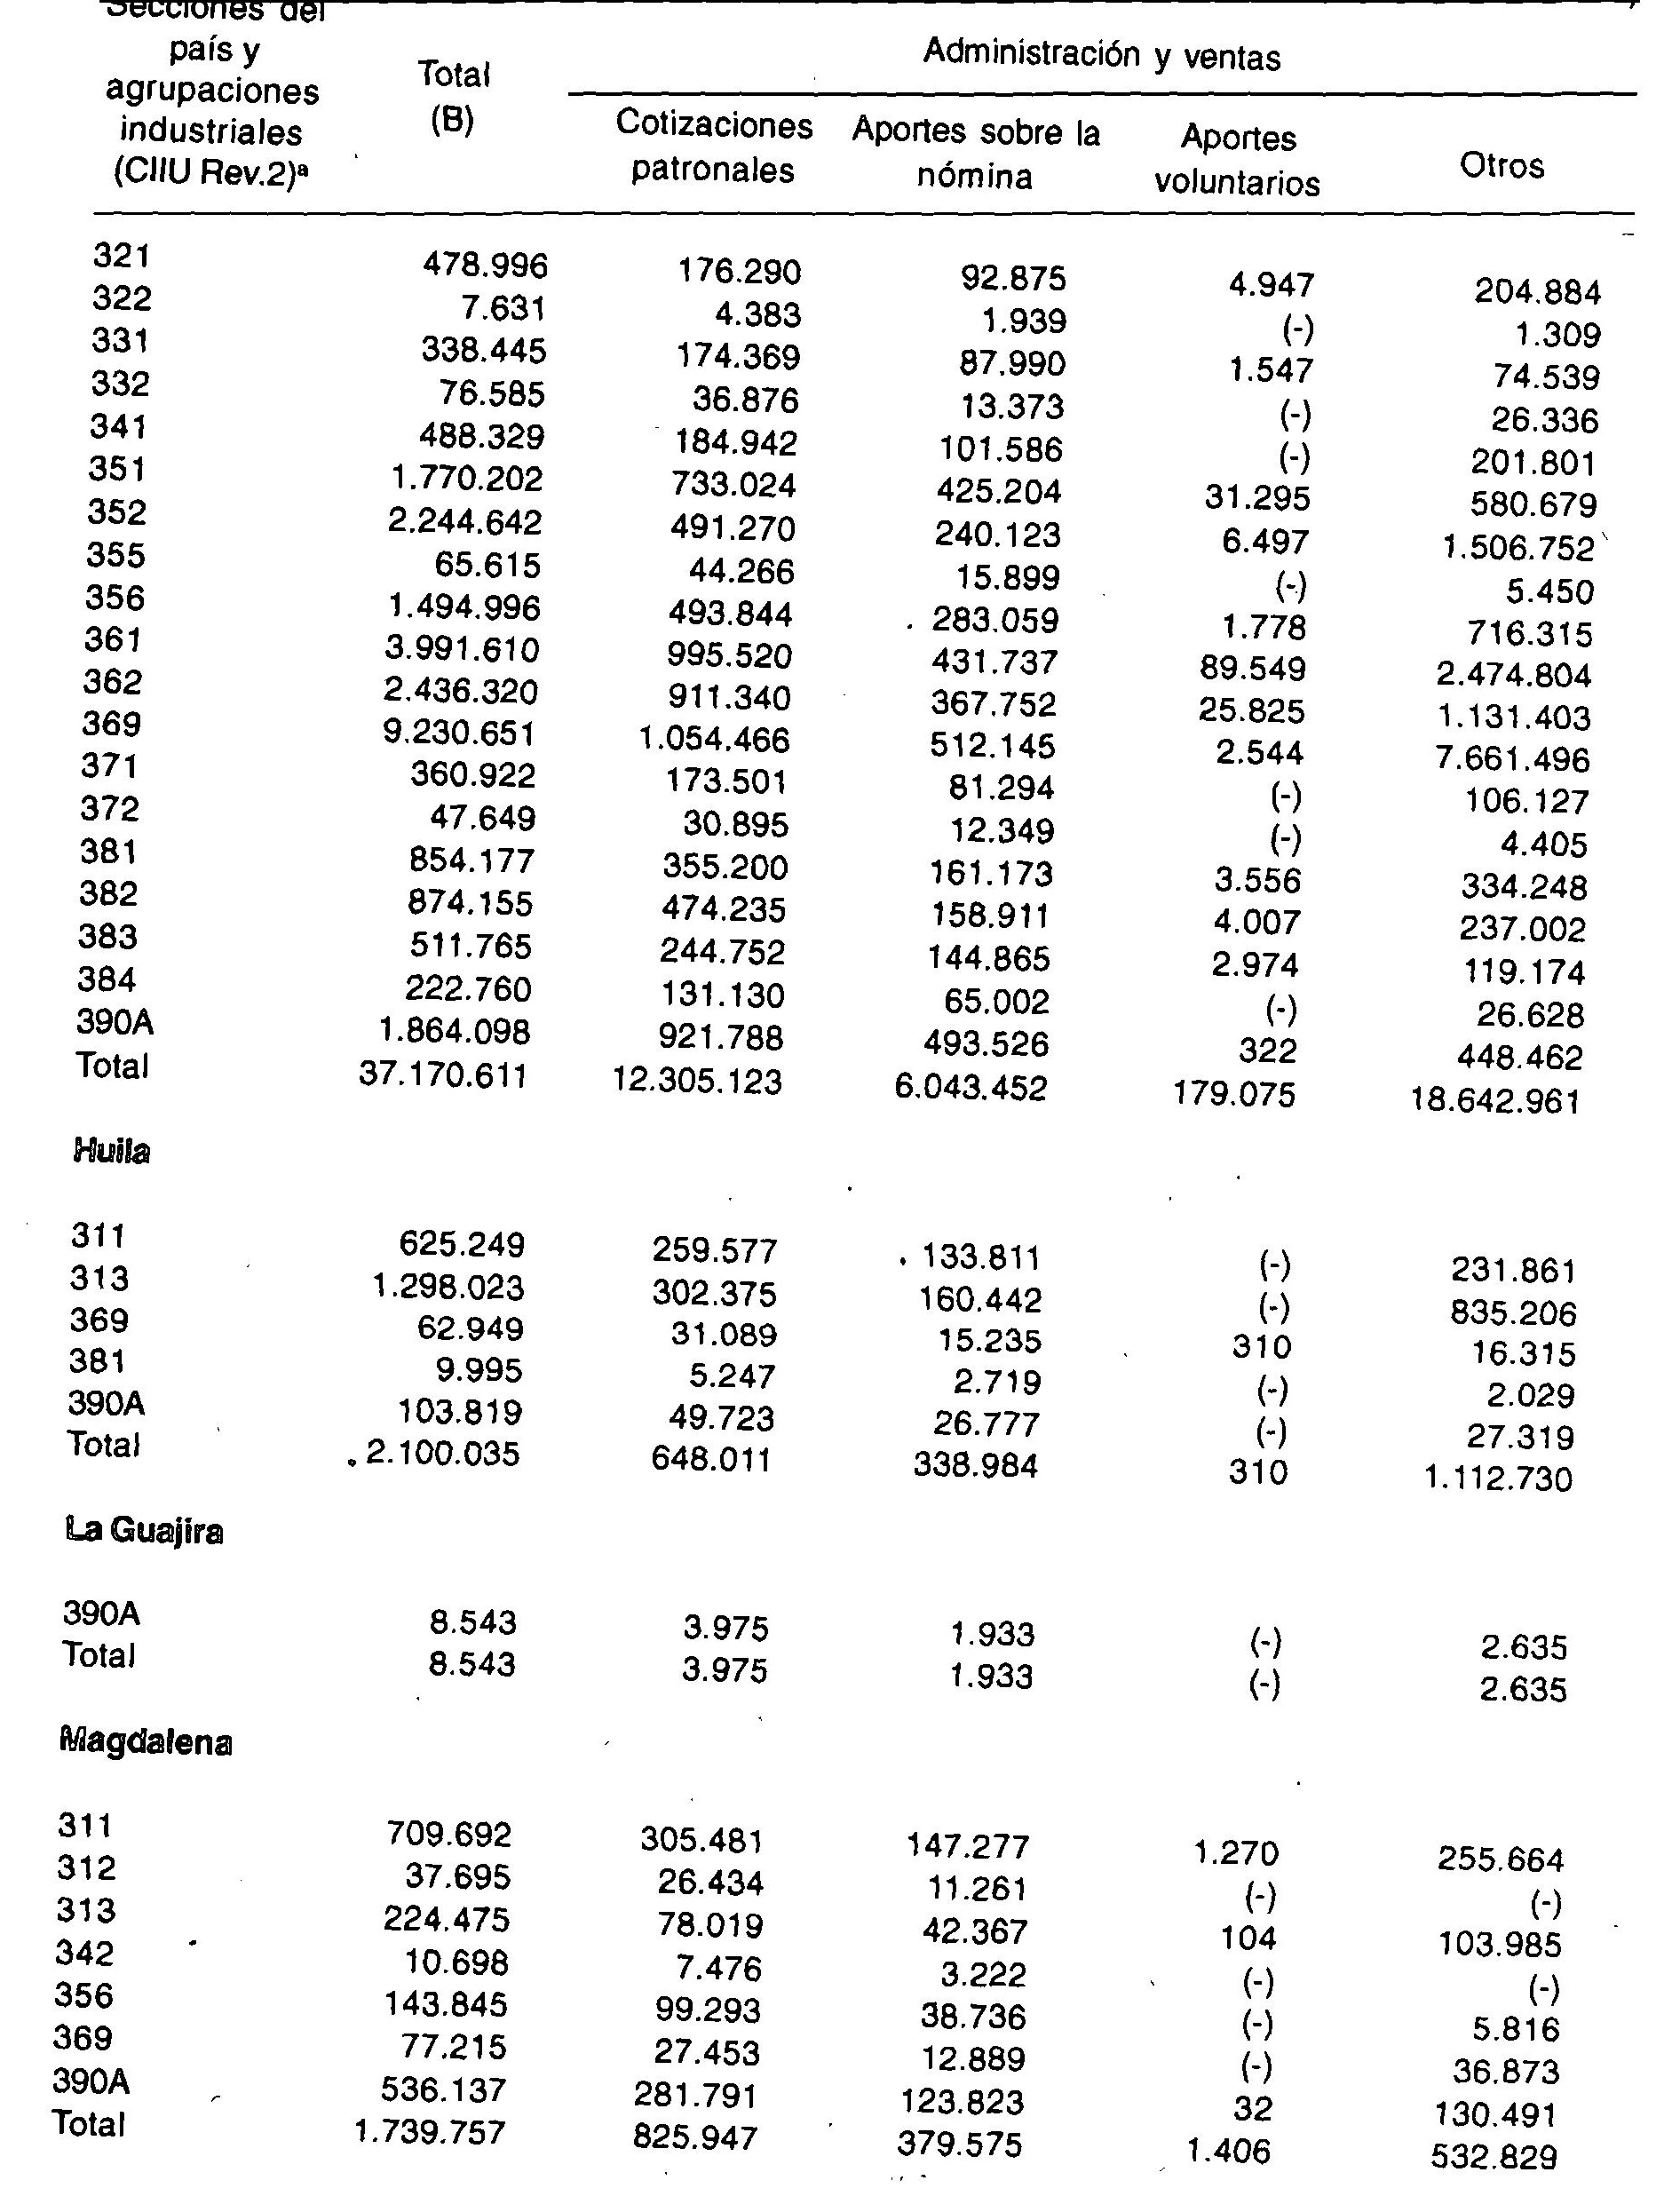 Secciones del
país y
agrupaciones
industriales
(CIIU Rev.2)ª
Total
(B)
Administración y ventas
Cotizaciones
patronales
Aportes sobre la
nómina
Aportes
voluntarios
Otros
321 478.996 176.290 92.875 4.947 204.884
322 7.631 4.383 1.939 (-) 1.309
331 338.445 174.369 87.990 1.547 74.539
332 76.585 36.876 13.373 (-) 26.336
341 488.329 184.942 101.586 (-) 201.801
351 1.770.202 733.024 425.204 31.295 580.679
352 2.244.642 491.270 240.123 6.497 1.506.752
355 65.615 44.266 15.899 (-) 5.450
356 1.494.996 493.844 283.059 1.778 716.315
361 3.991.610 995.520 431.737 89.549 2.474.804
362 2.436.320 911.340 367.752 25.825 1.131.403
369 9.230.651 1.054.466 512.145 2.544 7.661.496
371 360.922 173.501 81.294 (-) 106.127
372 47.649 30.895 12.349 (-) 4.405
381 854.177 355.200 161.173 3.556 334.248
382 874.155 474.235 158.911 4.007 237.002
383 511.765 244.752 144.865 2.974 119.174
384 222.760 131.130 65.002 (-) 26.628
390A 1.864.098 921.788 493.526 322 448.462
Total 37.170.611 12.305.123 6.043.452 179.075 18.642.961
Huila
311 625.249 259.577 133.811 (-) 231.861
313 1.298.023 302.375 160.442 (-) 835.206
369 62.949 31.089 15.235 310 16.315
381 9.995 5.247 2.719 (-) 2.029
390A 103.819 49.723 26.777 (-) 27.319
Total 2.100.035 648.011 338.984 310 1.112.730
La Guajira
390A 8.543 3.975 1.933 (-) 2.635
Total 8.543 3.975 1.933 (-) 2.635
Magdalena
311 709.692 305.481 147.277 1.270 255.664
312 37.695 26.434 11.261 (-) (-)
313 224.475 78.019 42.367 104 103.985
342 10.698 7.476 3.222 (-) (-)
356 143.845 99.293 38.736 (-) 5.816
369 77.215 27.453 12.889 (-) 36.873
390A 536.137 281.791 123.823 32 130.491
Total 1.739.757 825.947 379.575 1.406 532.829